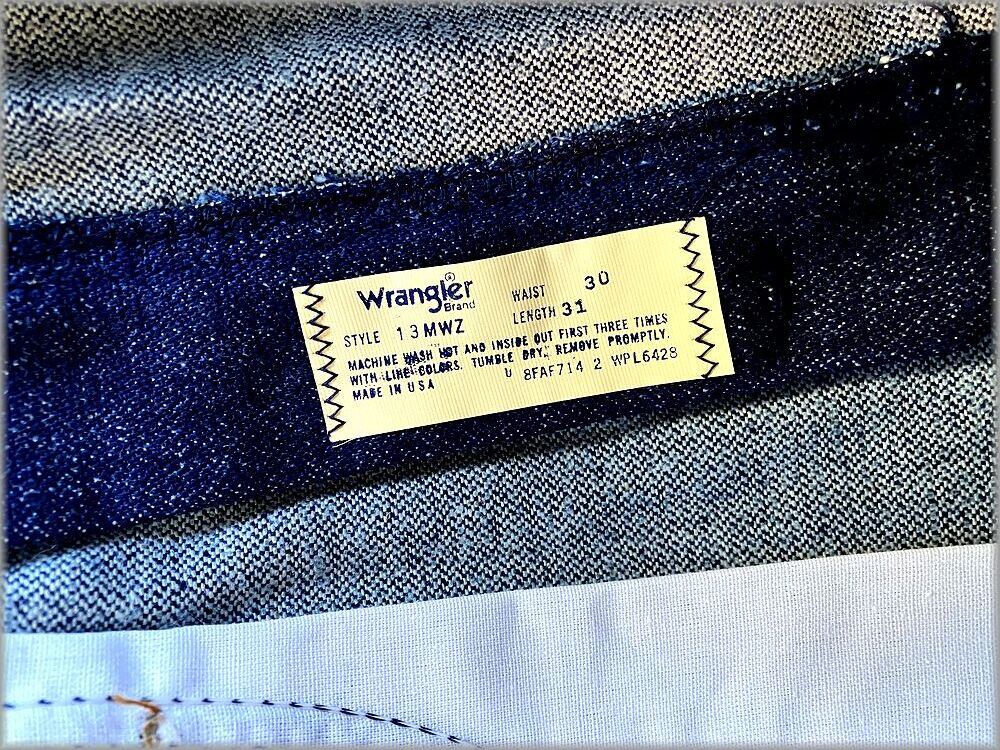 Wrangler®
Brand
WAIST 30
STYLE 13MWZ
LENGTH 31
MACHINE WASH HOT AND INSIDE OUT FIRST THREE TIMES
WITH LIKE COLORS. TUMBLE DRY. REMOVE PROMPTLY.
MADE IN USA
U 8FAF714 2 WPL6428